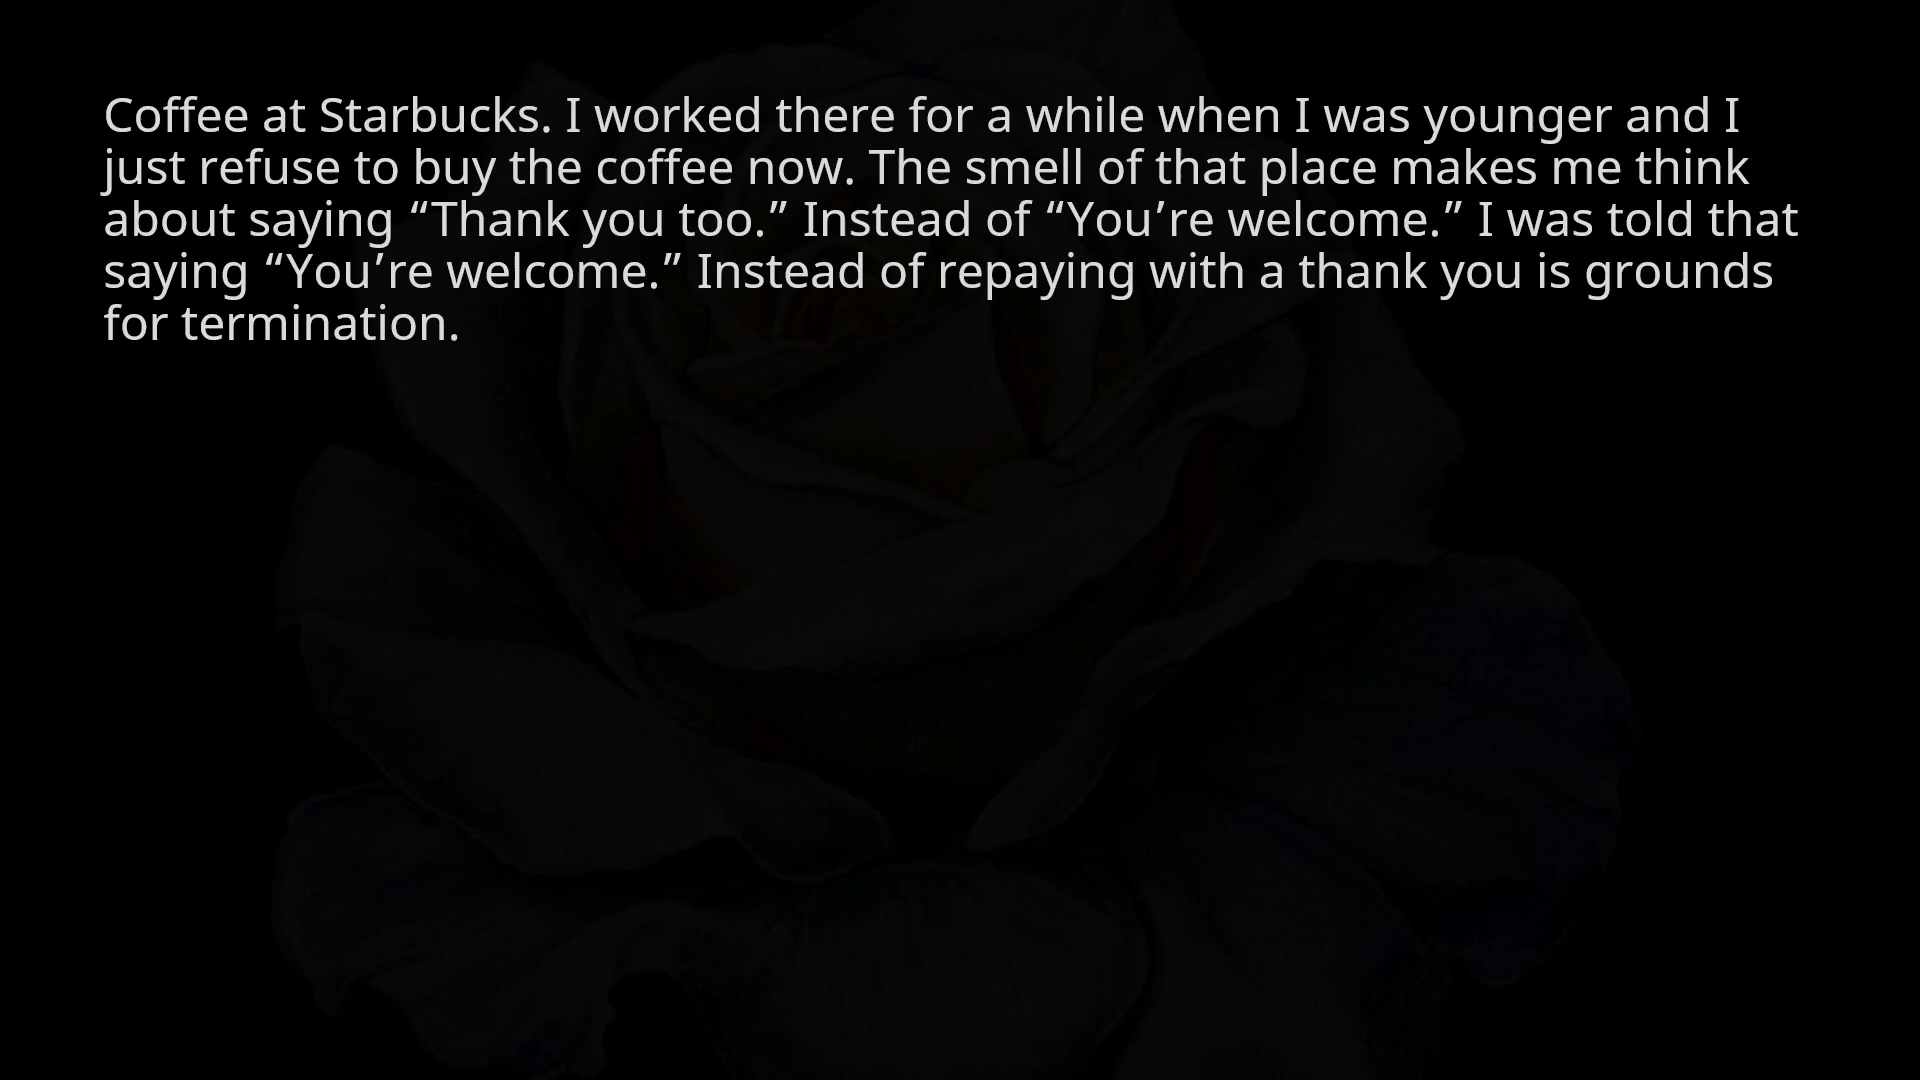 Coffee at Starbucks. I worked there for a while when I was younger and I
just refuse to buy the coffee now. The smell of that place makes me think
about saying “Thank you too.” Instead of “You’re welcome.” I was told that
saying “You’re welcome.” Instead of repaying with a thank you is grounds
for termination.